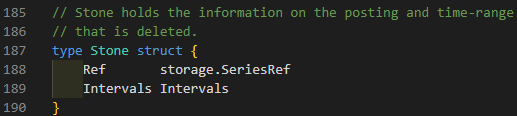 185 // Stone holds the information on the posting and time-range
186 // that is deleted.
187 type Stone struct {
188 Ref storage.SeriesRef
189 Intervals Intervals
190 }